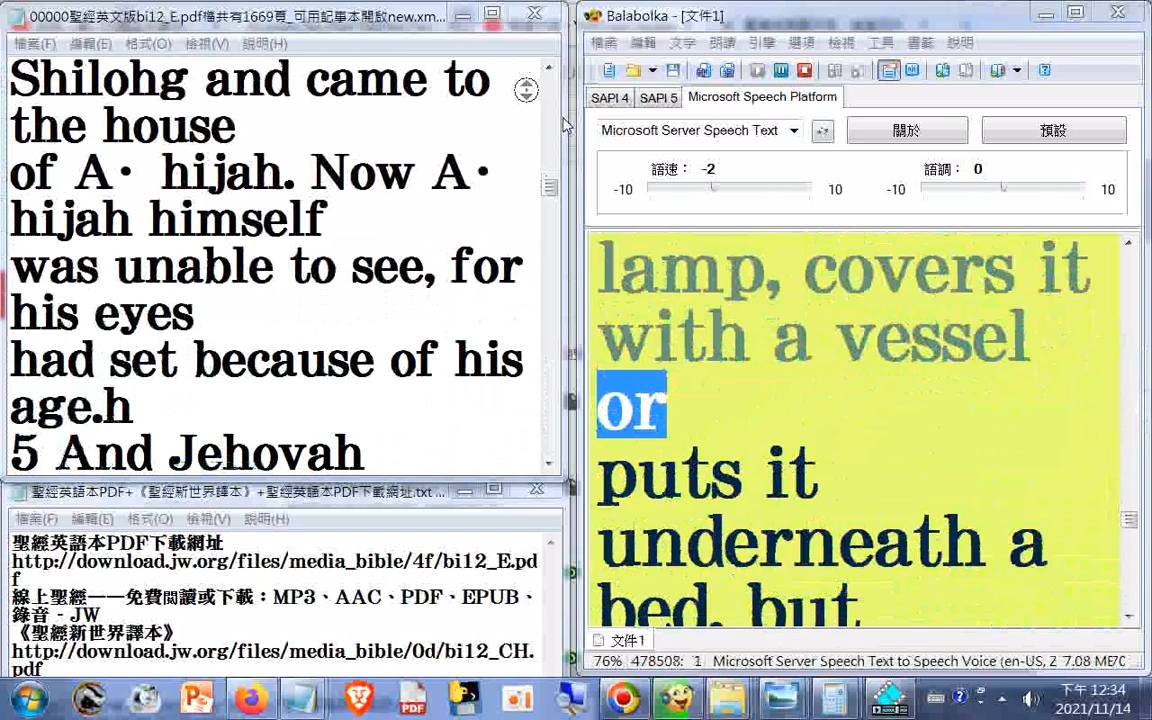 00000聖經英文版bi12_E.pdf檔共有1669頁_可用記事本開啟new.xm...
檔案(F) 編輯(E) 格式(O) 檢視(V) 說明(H)
Shilohg and came to
the house
of A· hijah. Now A·
hijah himself
was unable to see, for
his eyes
had set because of his
age.h
5 And Jehovah
聖經英語本PDF+《聖經新世界譯本》+聖經英語本PDF下載網址.txt ...
檔案(F) 編輯(E) 格式(O) 檢視(V) 說明(H)
聖經英語本PDF下載網址
http://download.jw.org/files/media_bible/4f/bi12_E.pd
f
線上聖經——免費閱讀或下載：MP3、AAC、PDF、EPUB、
錄音 - JW
《聖經新世界譯本》
http://download.jw.org/files/media_bible/0d/bi12_CH.
pdf
Balabolka - [文件1]
檔案 編輯 文字 朗讀 引擎 選項 檢視 工具 書籤 說明
SAPI 4 SAPI 5 Microsoft Speech Platform
Microsoft Server Speech Text 關於 預設
語速： -2 語調： 0
-10 10 -10 10
lamp, covers it
with a vessel
or
puts it
underneath a
bed, but
文件1
76% 478508: 1 Microsoft Server Speech Text to Speech Voice (en-US, Z 7.08 ME
下午 12:34
2021/11/14